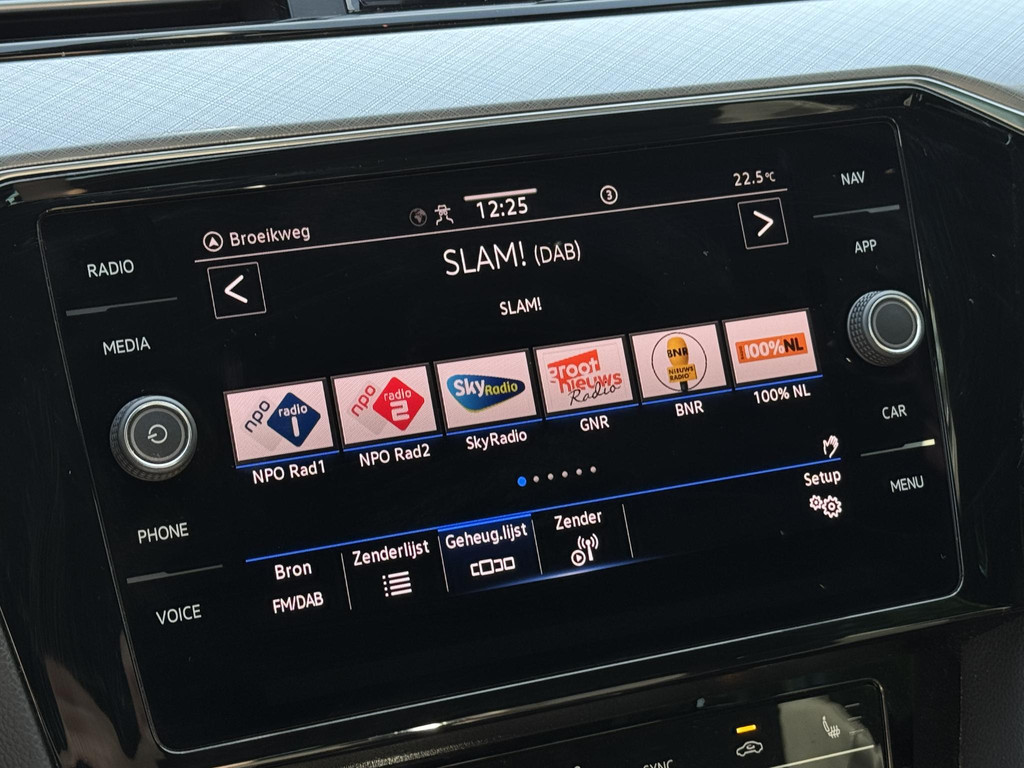 Broeikweg 12:25 3 22.5°C
NAV
APP
RADIO
MEDIA
< SLAM! (DAB) >
SLAM!
npo radio 1
npo radio 2
Sky Radio
Groot Nieuws Radio
BNR NIEUWS RADIO
100%NL
NPO Rad1 NPO Rad2 SkyRadio GNR BNR 100% NL
CAR
MENU
Setup
PHONE
VOICE
Bron Zenderlijst Geheug.lijst Zender
FM/DAB
SYNC